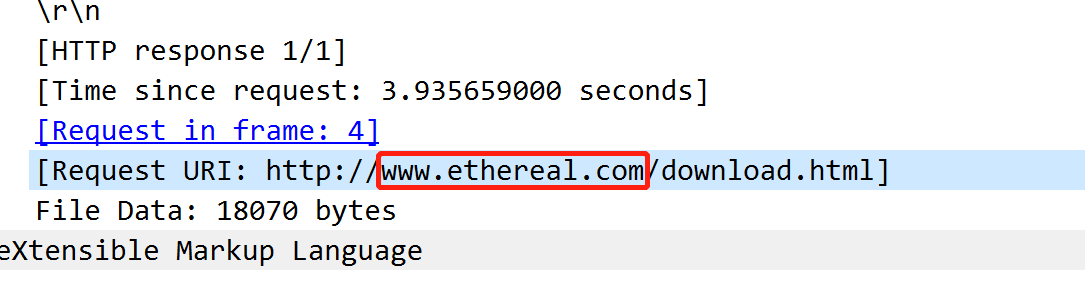 \r\n
[HTTP response 1/1]
[Time since request: 3.935659000 seconds]
[Request in frame: 4]
[Request URI: http://www.ethereal.com/download.html]
File Data: 18070 bytes
eXtensible Markup Language